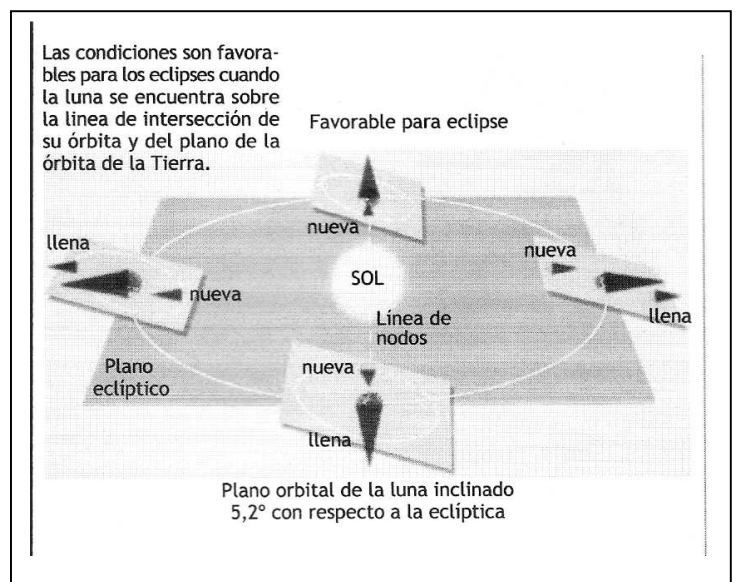 Las condiciones son favora-
bles para los eclipses cuando
la luna se encuentra sobre
la linea de intersección de
su órbita y del plano de la
órbita de la Tierra.
Favorable para eclipse
nueva
llena
nueva
nueva
llena
SOL
Línea de
nodos
Plano
eclíptico
nueva
llena
Plano orbital de la luna inclinado
5,2º con respecto a la eclíptica